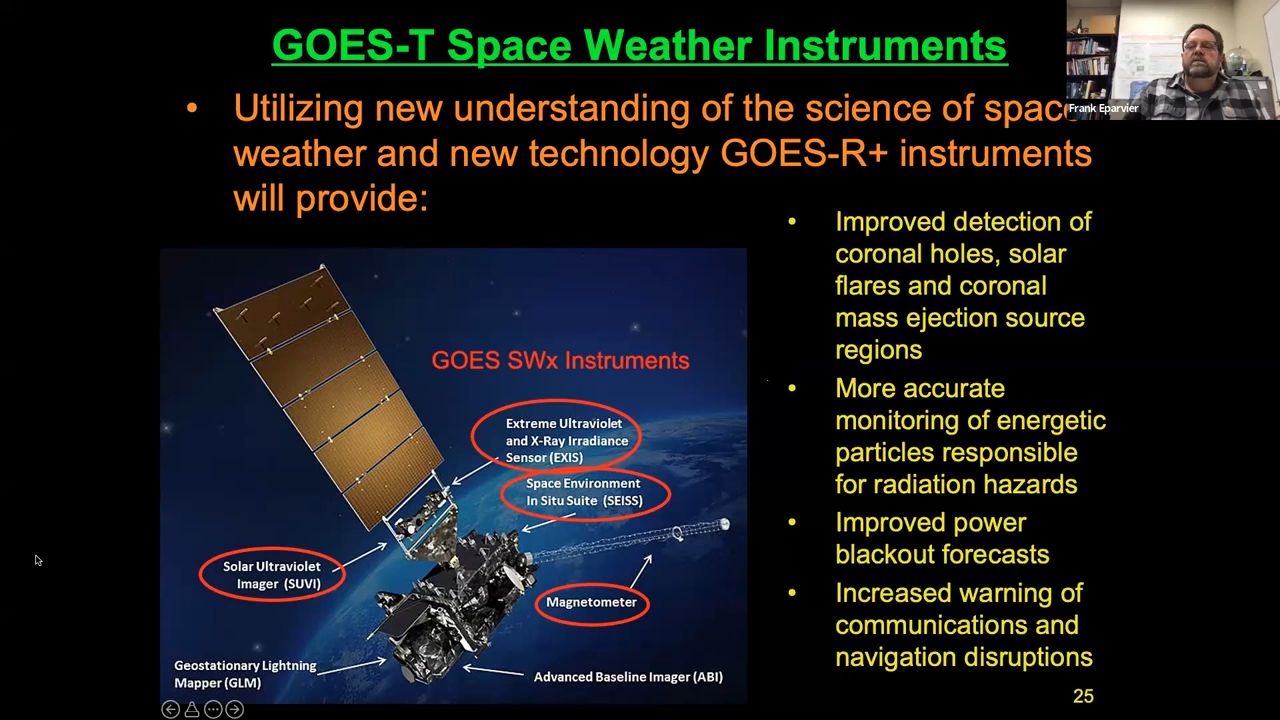 GOES-T Space Weather Instruments
Frank Eparvier
• Utilizing new understanding of the science of space
weather and new technology GOES-R+ instruments
will provide:
GOES SWx Instruments
Extreme Ultraviolet
and X-Ray Irradiance
Sensor (EXIS)
Space Environment
In Situ Suite (SEISS)
Solar Ultraviolet
Imager (SUVI)
Magnetometer
Geostationary Lightning
Mapper (GLM)
Advanced Baseline Imager (ABI)
• Improved detection of
coronal holes, solar
flares and coronal
mass ejection source
regions
• More accurate
monitoring of energetic
particles responsible
for radiation hazards
• Improved power
blackout forecasts
• Increased warning of
communications and
navigation disruptions
25